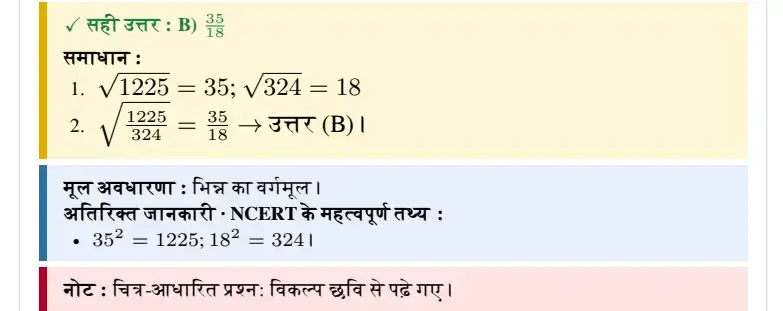 ✓ सही उत्तर : B) 35/18
समाधान :
1. √1225 = 35; √324 = 18
2. √(1225/324) = 35/18 → उत्तर (B)।
मूल अवधारणा : भिन्न का वर्गमूल।
अतिरिक्त जानकारी · NCERT के महत्वपूर्ण तथ्य :
• 35² = 1225; 18² = 324।
नोट : चित्र-आधारित प्रश्नः विकल्प छवि से पढ़े गए।